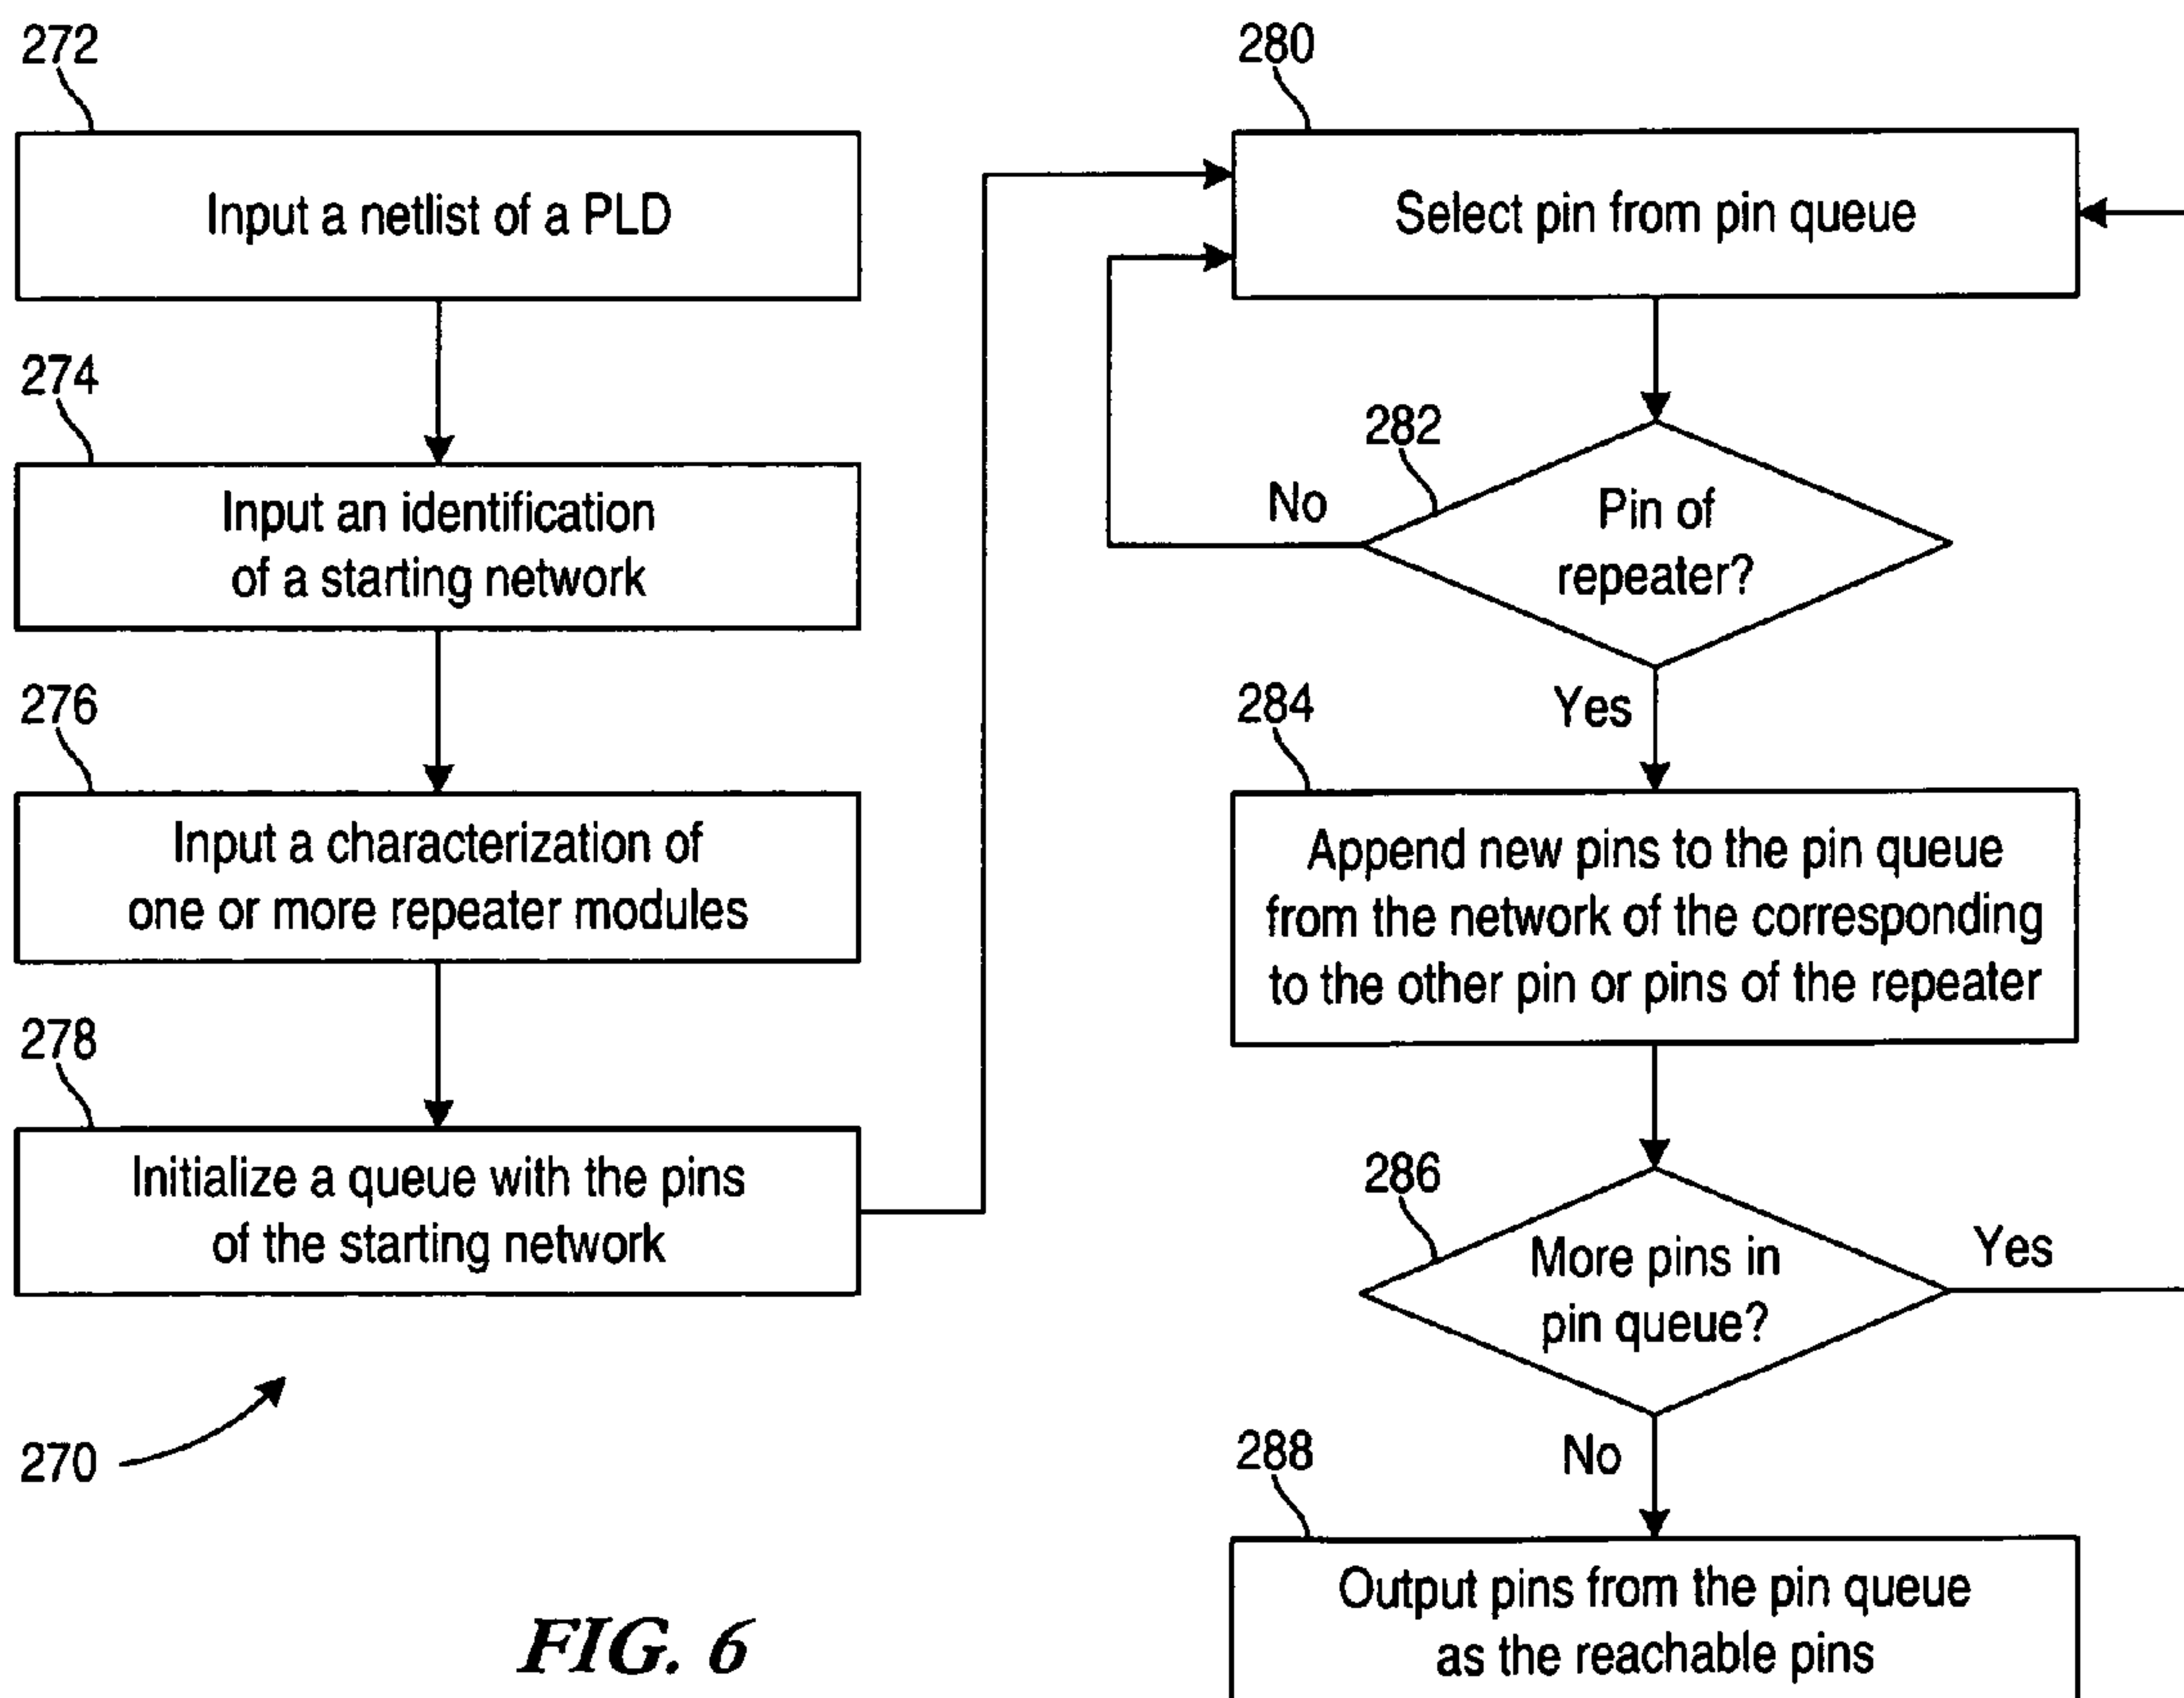 272
Input a netlist of a PLD
274
Input an identification
of a starting network
276
Input a characterization of
one or more repeater modules
278
Initialize a queue with the pins
of the starting network
270
280
Select pin from pin queue
282
No
Pin of
repeater?
Yes
284
Append new pins to the pin queue
from the network of the corresponding
to the other pin or pins of the repeater
286
More pins in
pin queue?
Yes
No
288
Output pins from the pin queue
as the reachable pins
FIG. 6